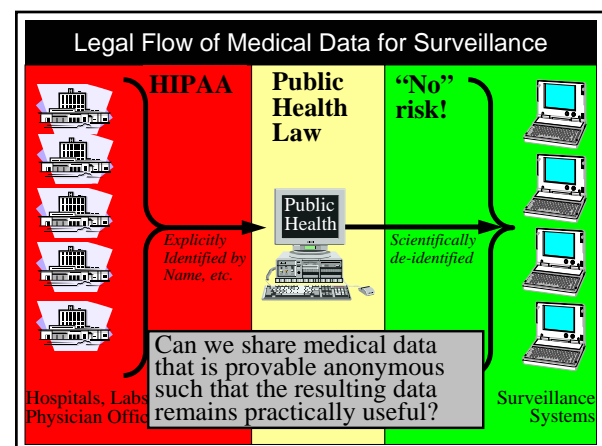 Legal Flow of Medical Data for Surveillance
HIPAA
Public
Health
Law
“No”
risk!
Public
Health
Explicitly
Identified by
Name, etc.
Scientifically
de-identified
Can we share medical data
that is provable anonymous
such that the resulting data
remains practically useful?
Hospitals, Labs
Physician Offic
Surveillance
Systems